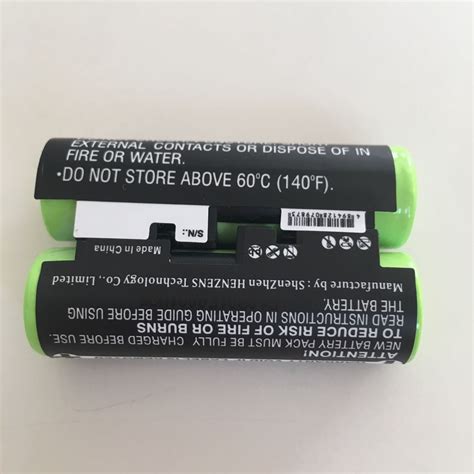 EXTERNAL CONTACTS OR DISPOSE OF IN
FIRE OR WATER.
•DO NOT STORE ABOVE 60°C (140°F).
S/N.:
Made in China
Manufacture by : ShenZhen HENZENS Technology Co., Limited
THE BATTERY.
READ INSTRUCTIONS IN OPERATING GUIDE BEFORE USING
TO REDUCE RISK OF FIRE OR BURNS
CHARGED BEFORE USE.
NEW BATTERY PACK MUST BE FULLY
ATTENTION!